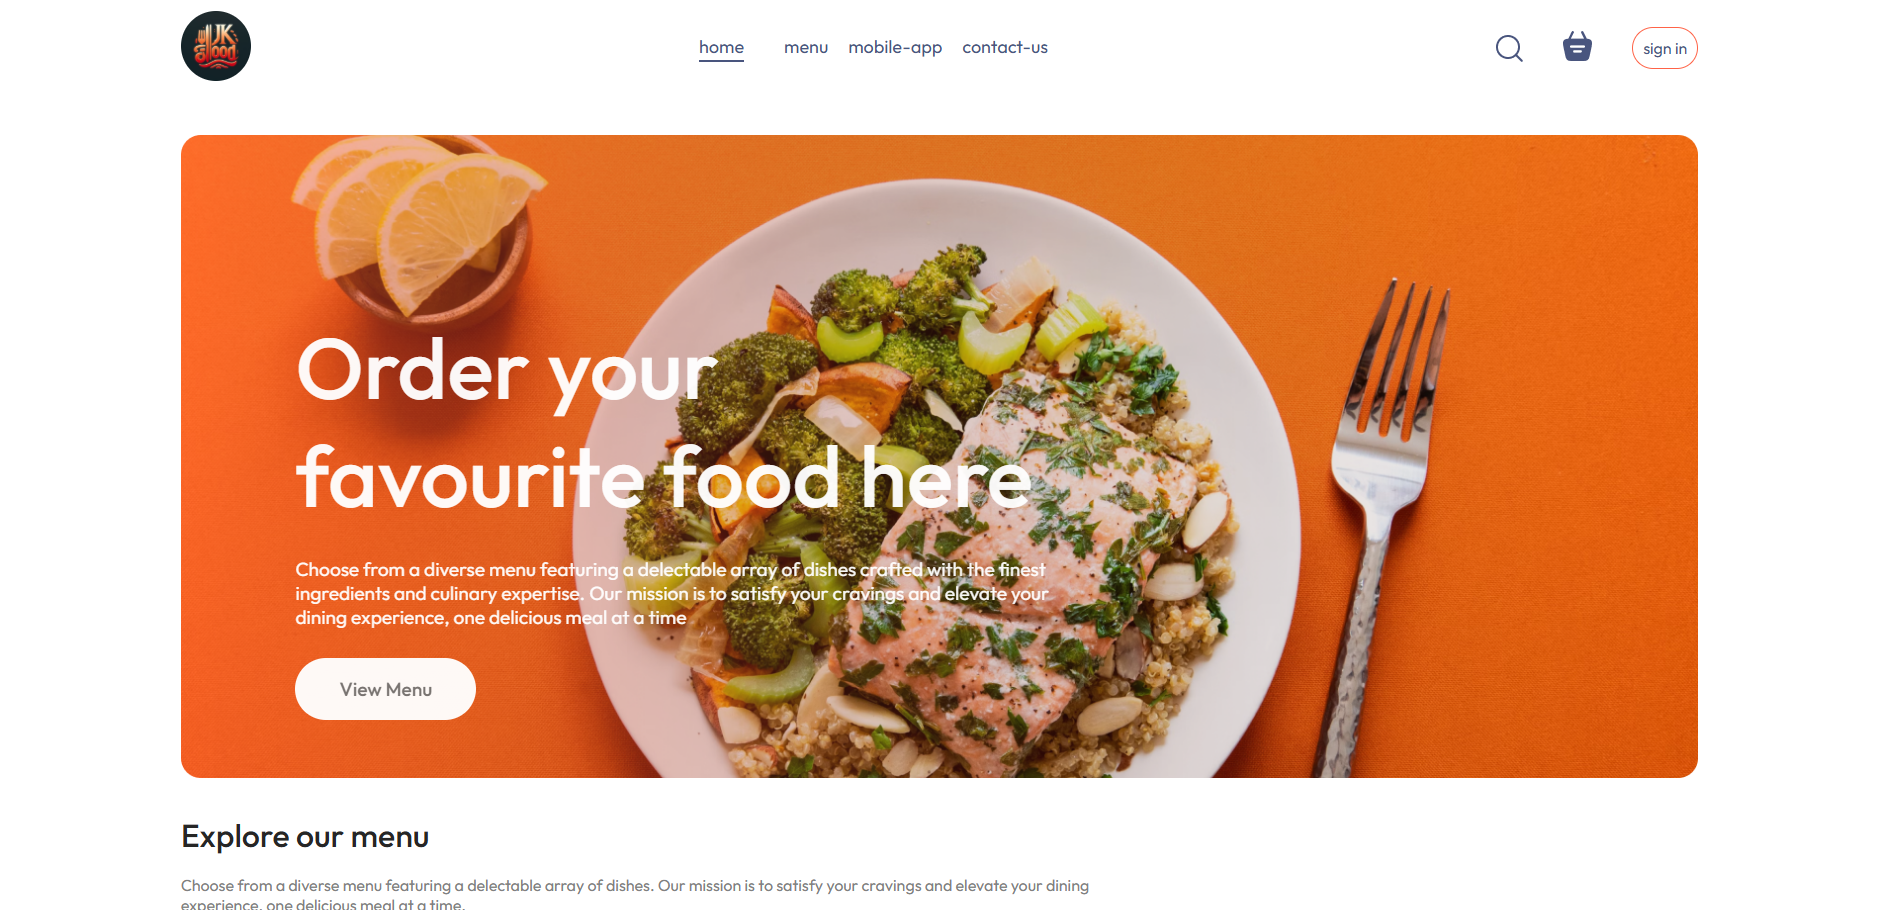 JK
food
home menu mobile-app contact-us
sign in
Order your
favourite food here
Choose from a diverse menu featuring a delectable array of dishes crafted with the finest
ingredients and culinary expertise. Our mission is to satisfy your cravings and elevate your
dining experience, one delicious meal at a time
View Menu
Explore our menu
Choose from a diverse menu featuring a delectable array of dishes. Our mission is to satisfy your cravings and elevate your dining
experience, one delicious meal at a time.